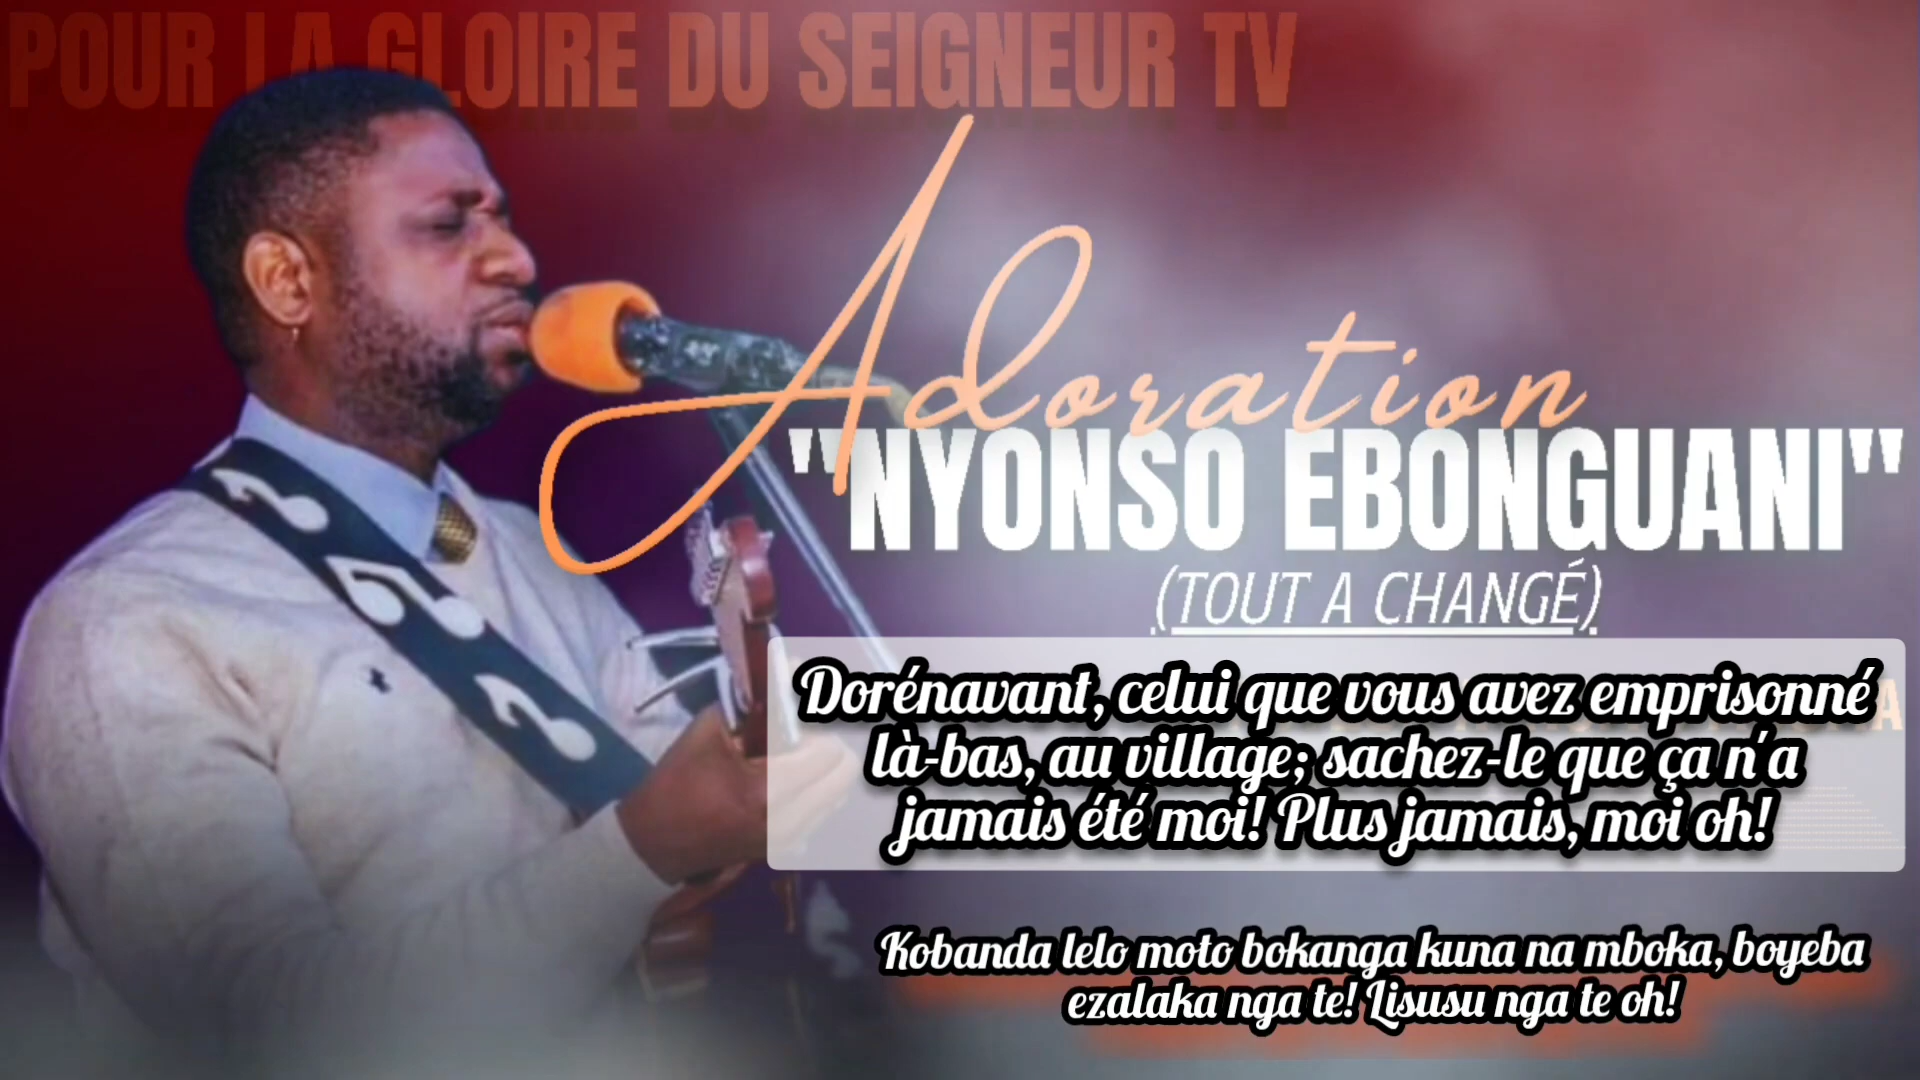 POUR LA GLOIRE DU SEIGNEUR TV
Adoration
"NYONSO EBONGUANI"
(TOUT A CHANGÉ)
Dorénavant, celui que vous avez emprisonné
là-bas, au village; sachez-le que ça n'a
jamais été moi! Plus jamais, moi oh!
Kobanda lelo moto bokanga kuna na mboka, boyeba
ezalaka nga te! Lisusu nga te oh!